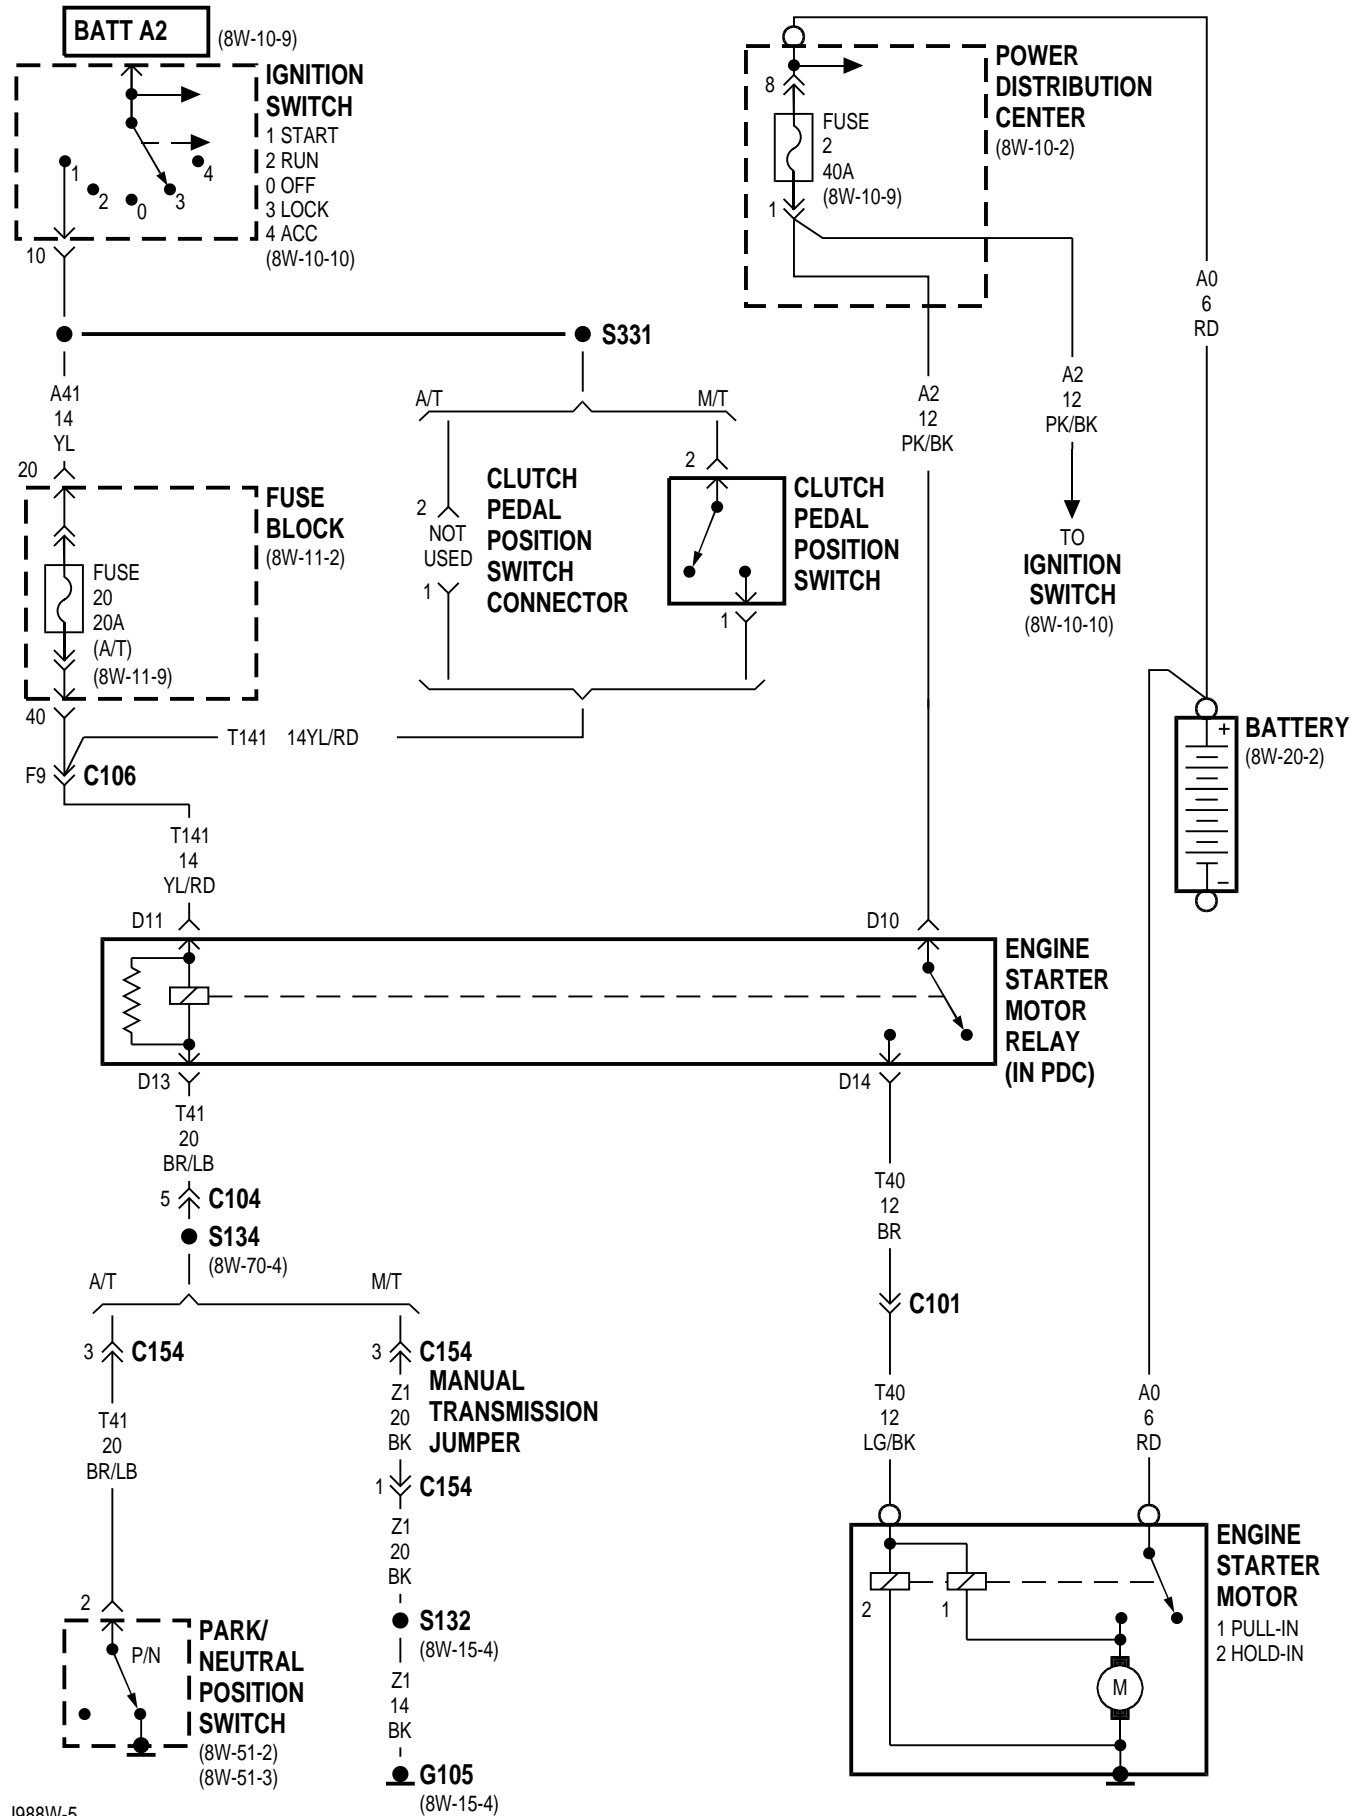 BATT A2
(8W-10-9)
IGNITION
SWITCH
1 START
2 RUN
0 OFF
3 LOCK
4 ACC
(8W-10-10)
1
2
0
3
4
10
8
FUSE
2
40A
(8W-10-9)
1
POWER
DISTRIBUTION
CENTER
(8W-10-2)
A0
6
RD
S331
A41
14
YL
20
A/T
M/T
A2
12
PK/BK
A2
12
PK/BK
TO
IGNITION
SWITCH
(8W-10-10)
FUSE
BLOCK
(8W-11-2)
FUSE
20
20A
(A/T)
(8W-11-9)
40
2
NOT
USED
1
CLUTCH
PEDAL
POSITION
SWITCH
CONNECTOR
2
1
CLUTCH
PEDAL
POSITION
SWITCH
T141 14YL/RD
F9
C106
+
−
BATTERY
(8W-20-2)
T141
14
YL/RD
D11
D10
ENGINE
STARTER
MOTOR
RELAY
(IN PDC)
D13
D14
T41
20
BR/LB
5
C104
S134
(8W-70-4)
T40
12
BR
C101
A/T
M/T
3
C154
3
C154
MANUAL
TRANSMISSION
JUMPER
T41
20
BR/LB
Z1
20
BK
1
C154
Z1
20
BK
S132
(8W-15-4)
Z1
14
BK
G105
(8W-15-4)
T40
12
LG/BK
A0
6
RD
2
P/N
PARK/
NEUTRAL
POSITION
SWITCH
(8W-51-2)
(8W-51-3)
2
1
M
ENGINE
STARTER
MOTOR
1 PULL-IN
2 HOLD-IN
J988W-5